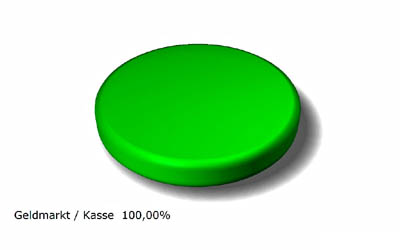 Geldmarkt / Kasse 100,00%